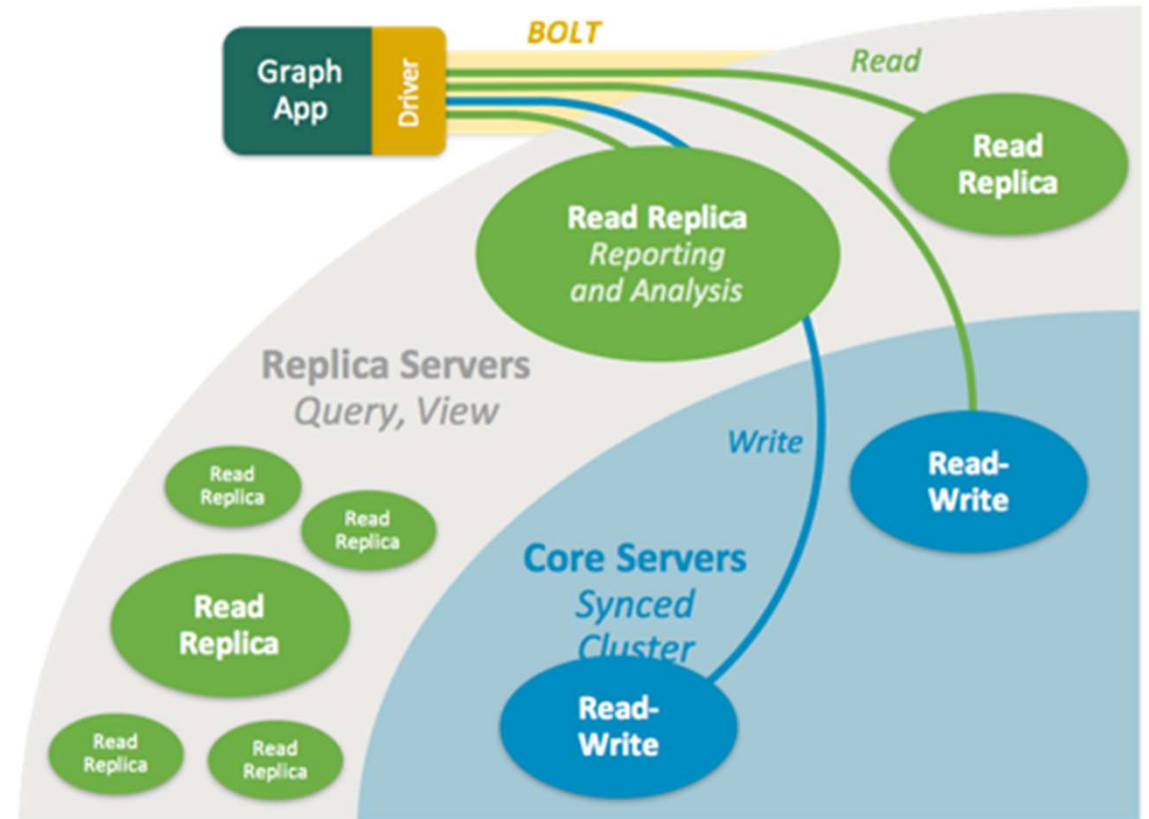 BOLT
Graph
App
Driver
Read
Read
Replica
Read Replica
Reporting
and Analysis
Replica Servers
Query, View
Write
Read-
Write
Read
Replica
Read
Replica
Core Servers
Synced
Cluster
Read
Replica
Read-
Write
Read
Replica
Read
Replica